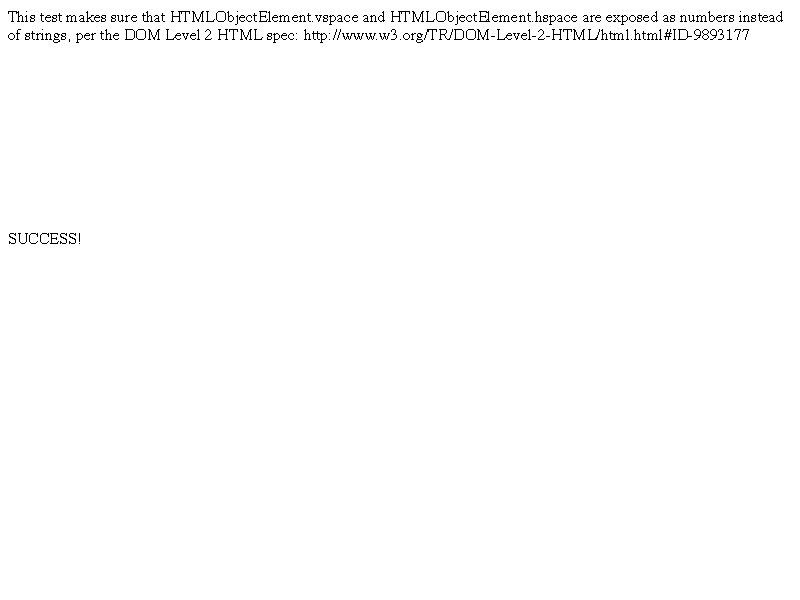 This test makes sure that HTMLObjectElement.vspace and HTMLObjectElement.hspace are exposed as numbers instead
of strings, per the DOM Level 2 HTML spec: http://www.w3.org/TR/DOM-Level-2-HTML/html.html#ID-9893177
SUCCESS!